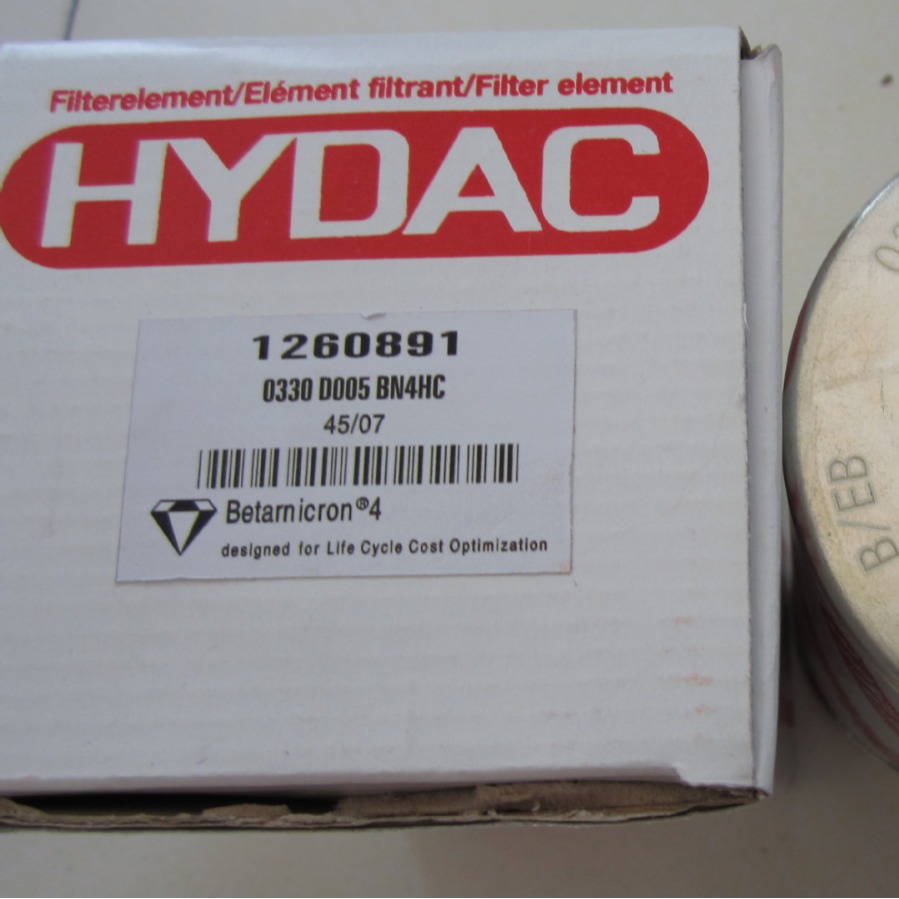 Filterelement/Elément filtrant/Filter element
HYDAC
1260891
0330 D005 BN4HC
45/07
Betamicron®4
designed for Life Cycle Cost Optimization
B/EB